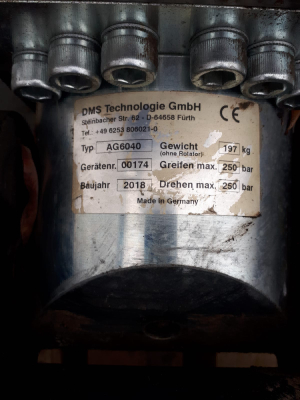 DMS Technologie GmbH
Steinbacher Str. 62 - D-64658 Fürth
Tel.: +49 6253 806021-0
CE
Typ AG6040 Gewicht 197 kg
(ohne Rotator)
Gerätenr. 00174 Greifen max. 250 bar
Baujahr 2018 Drehen max. 250 bar
Made in Germany